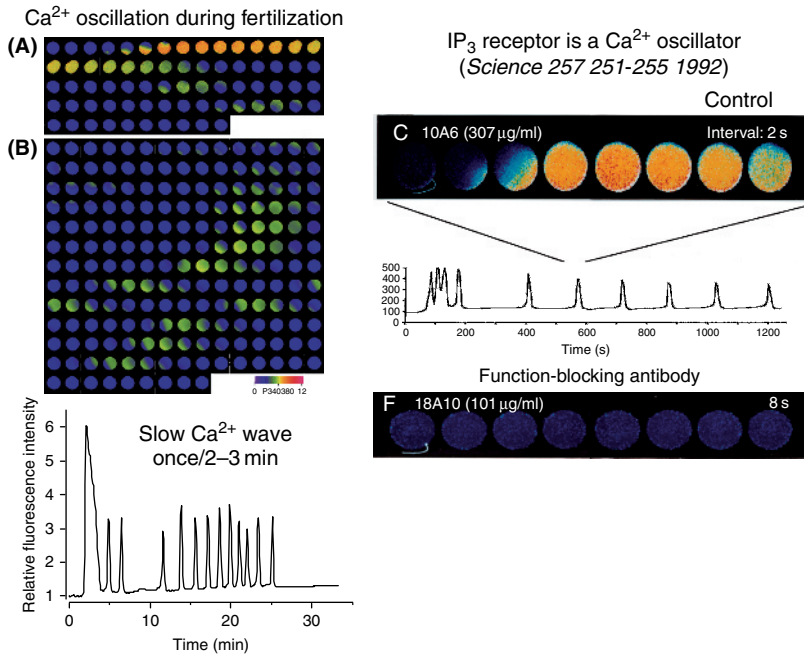 Ca²⁺ oscillation during fertilization
(A)
(B)
0 P340380 12
Slow Ca²⁺ wave
once/2–3 min
Relative fluorescence intensity
6
5
4
3
2
1
0 10 20 30
Time (min)
IP₃ receptor is a Ca²⁺ oscillator
(Science 257 251-255 1992)
Control
C 10A6 (307 µg/ml) Interval: 2 s
500
400
300
200
100
0 200 400 600 800 1000 1200
Time (s)
Function-blocking antibody
F 18A10 (101 µg/ml) 8 s